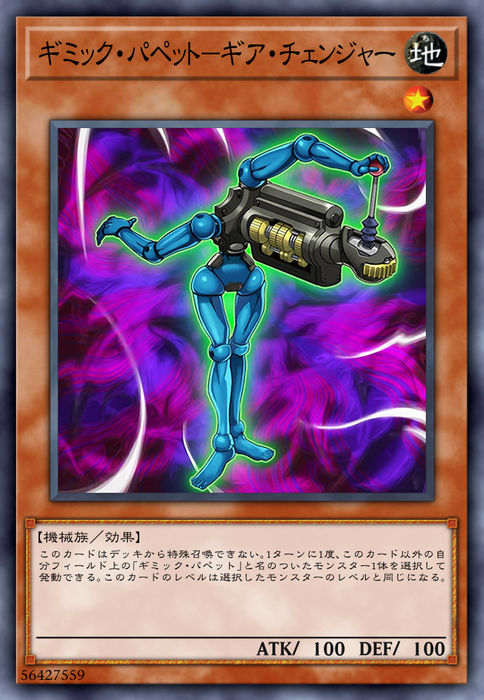 ギミック・パペット－ギア・チェンジャー
地
ち
【機械族／効果】
このカードはデッキから特殊召喚できない。1ターンに1度、このカード以外の自
分フィールド上の「ギミック・パペット」と名のついたモンスター1体を選択して
発動できる。このカードのレベルは選択したモンスターのレベルと同じになる。
ATK/ 100 DEF/ 100
56427559